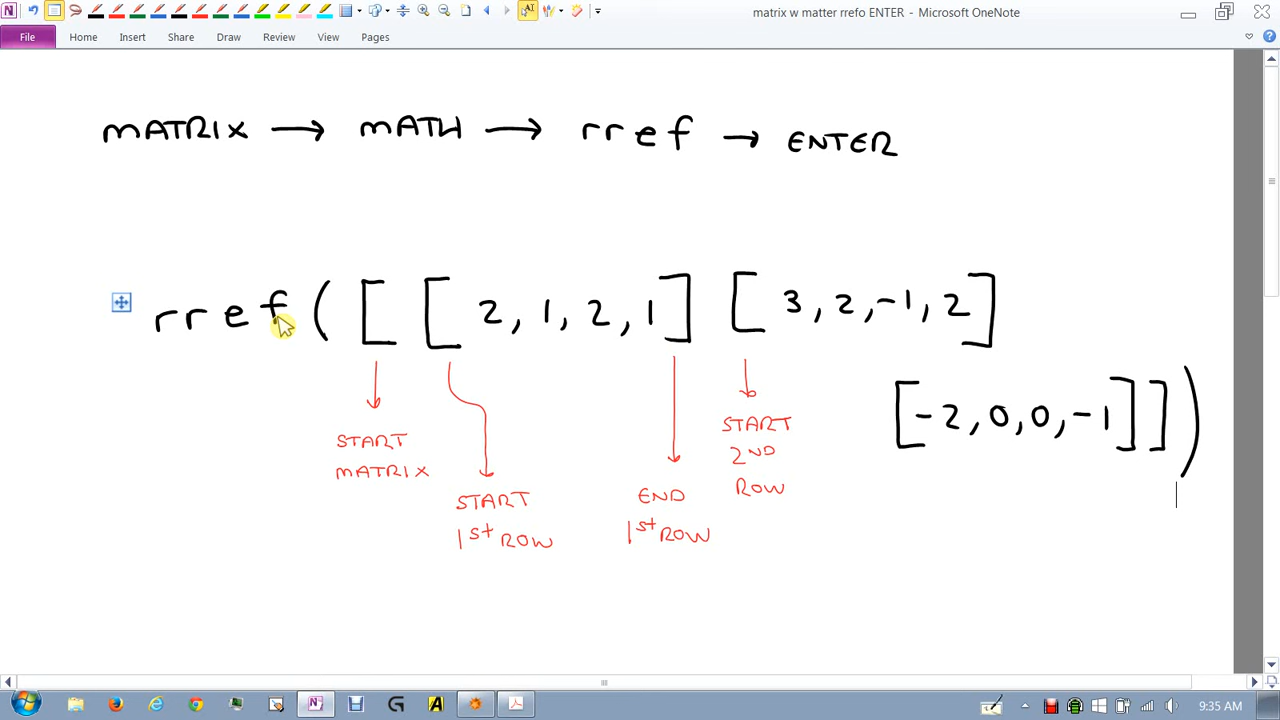 matrix w matter rrefo ENTER - Microsoft OneNote
File Home Insert Share Draw Review View Pages
MATRIX → MATH → rref → ENTER
rref ( [ [ 2, 1, 2, 1 ] [ 3, 2, -1, 2 ]
[ -2, 0, 0, -1 ] ] )
START
MATRIX
START
1st ROW
END
1st ROW
START
2ND
ROW
9:35 AM